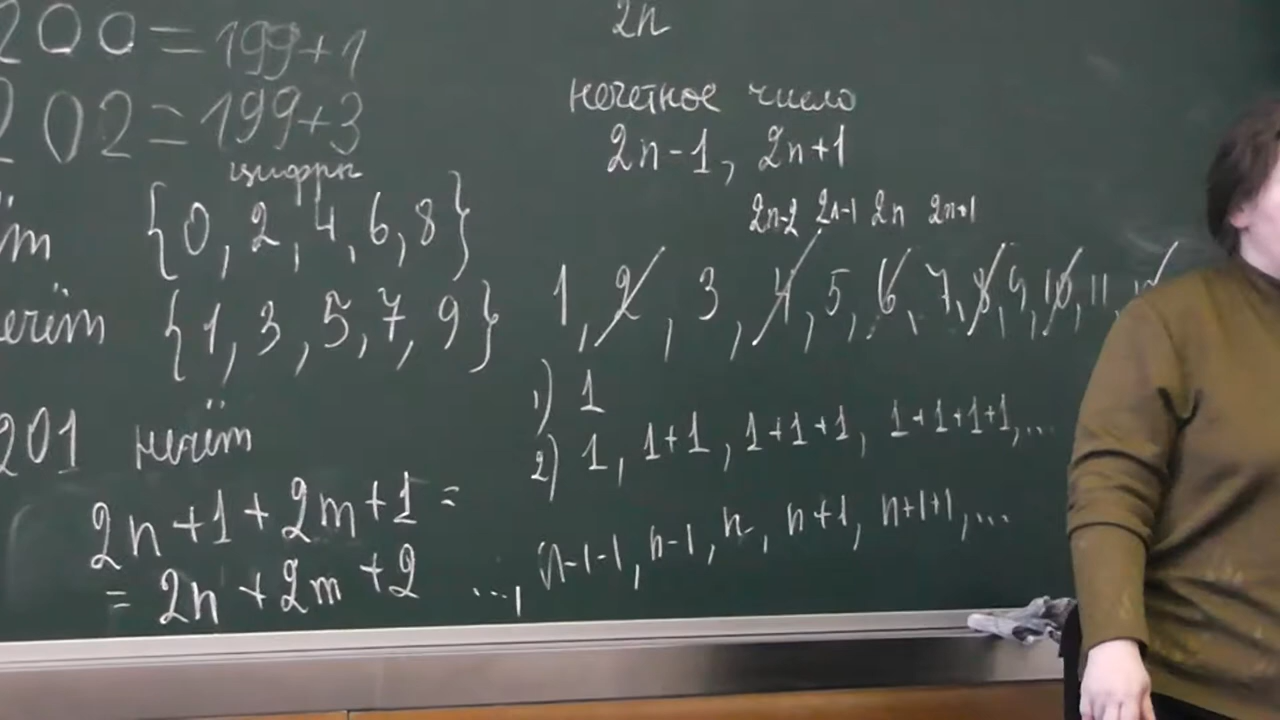 200 = 199+1
202 = 199+3
цифры
{0, 2, 4, 6, 8}
нечёт {1, 3, 5, 7, 9}
201 нечёт
2n+1+2m+1 =
= 2n+2m+2
2n
нечетное число
2n-1, 2n+1
2n-2 2n-1 2n 2n+1
1, 2, 3, 4, 5, 6, 7, 8, 9, 10, 11,
1) 1
2) 1, 1+1, 1+1+1, 1+1+1+1,...
..., n-1-1, n-1, n, n+1, n+1+1,...